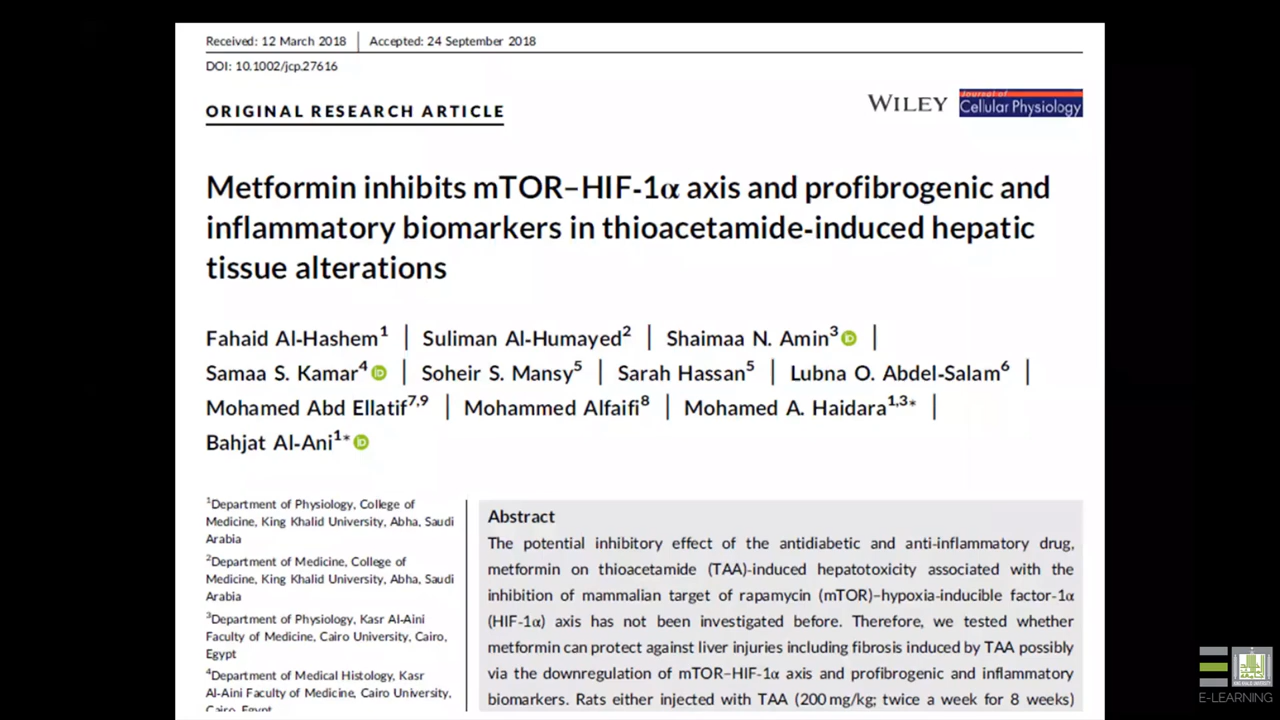 Received: 12 March 2018 | Accepted: 24 September 2018
DOI: 10.1002/jcp.27616
ORIGINAL RESEARCH ARTICLE
WILEY Journal of
Cellular Physiology
Metformin inhibits mTOR–HIF‐1α axis and profibrogenic and
inflammatory biomarkers in thioacetamide‐induced hepatic
tissue alterations
Fahaid Al‐Hashem1 | Suliman Al‐Humayed2 | Shaimaa N. Amin3 |
Samaa S. Kamar4 | Soheir S. Mansy5 | Sarah Hassan5 | Lubna O. Abdel‐Salam6 |
Mohamed Abd Ellatif7,9 | Mohammed Alfaifi8 | Mohamed A. Haidara1,3* |
Bahjat Al‐Ani1*
1Department of Physiology, College of
Medicine, King Khalid University, Abha, Saudi
Arabia
2Department of Medicine, College of
Medicine, King Khalid University, Abha, Saudi
Arabia
3Department of Physiology, Kasr Al‐Aini
Faculty of Medicine, Cairo University, Cairo,
Egypt
4Department of Medical Histology, Kasr
Al‐Aini Faculty of Medicine, Cairo University,
Cairo, Egypt
Abstract
The potential inhibitory effect of the antidiabetic and anti‐inflammatory drug,
metformin on thioacetamide (TAA)‐induced hepatotoxicity associated with the
inhibition of mammalian target of rapamycin (mTOR)–hypoxia‐inducible factor‐1α
(HIF‐1α) axis has not been investigated before. Therefore, we tested whether
metformin can protect against liver injuries including fibrosis induced by TAA possibly
via the downregulation of mTOR–HIF‐1α axis and profibrogenic and inflammatory
biomarkers. Rats either injected with TAA (200 mg/kg; twice a week for 8 weeks)
E-LEARNING